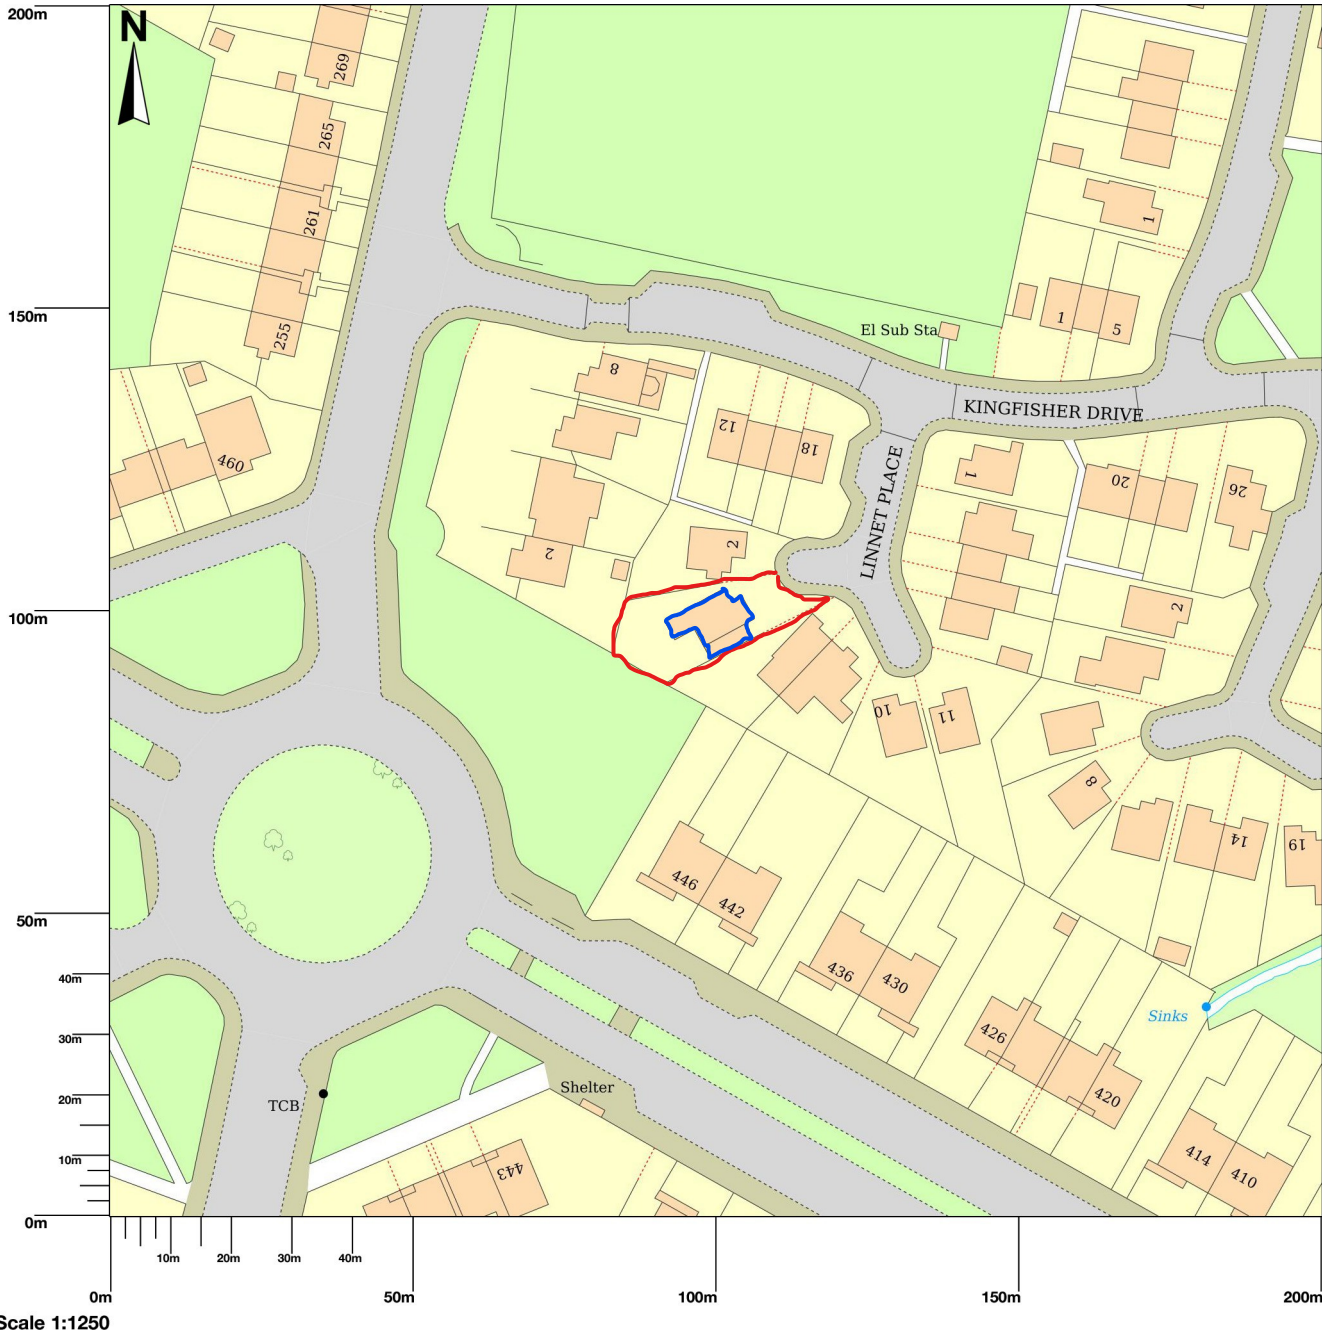 200m
N
269
265
261
255
460
150m
El Sub Sta
1
1
5
KINGFISHER DRIVE
LINNET PLACE
8
12
18
2
2
1
20
26
2
100m
10
11
8
14
19
446
442
436
430
426
420
414
410
Sinks
50m
40m
30m
20m
10m
0m
TCB
Shelter
443
10m
20m
30m
40m
0m
50m
100m
150m
200m
Scale 1:1250